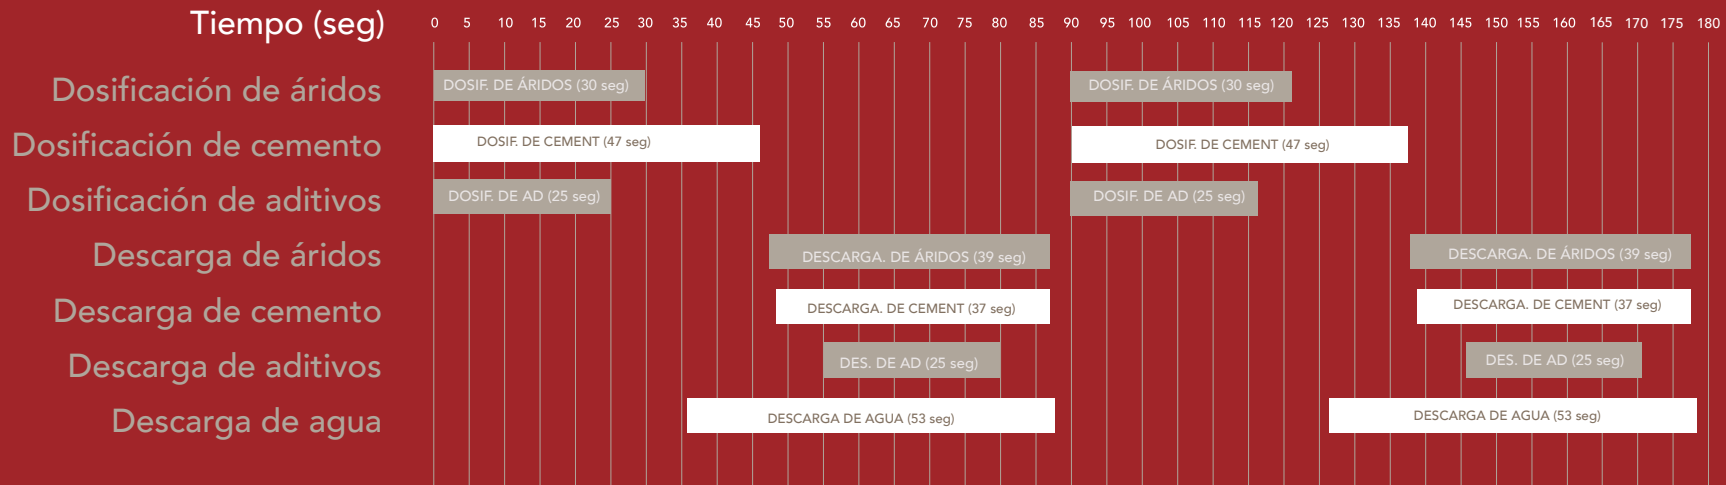 Tiempo (seg) 0 5 10 15 20 25 30 35 40 45 50 55 60 65 70 75 80 85 90 95 100 105 110 115 120 125 130 135 140 145 150 155 160 165 170 175 180
Dosificación de áridos DOSIF. DE ÁRIDOS (30 seg) DOSIF. DE ÁRIDOS (30 seg)
Dosificación de cemento DOSIF. DE CEMENT (47 seg) DOSIF. DE CEMENT (47 seg)
Dosificación de aditivos DOSIF. DE AD (25 seg) DOSIF. DE AD (25 seg)
Descarga de áridos DESCARGA. DE ÁRIDOS (39 seg) DESCARGA. DE ÁRIDOS (39 seg)
Descarga de cemento DESCARGA. DE CEMENT (37 seg) DESCARGA. DE CEMENT (37 seg)
Descarga de aditivos DES. DE AD (25 seg) DES. DE AD (25 seg)
Descarga de agua DESCARGA DE AGUA (53 seg) DESCARGA DE AGUA (53 seg)